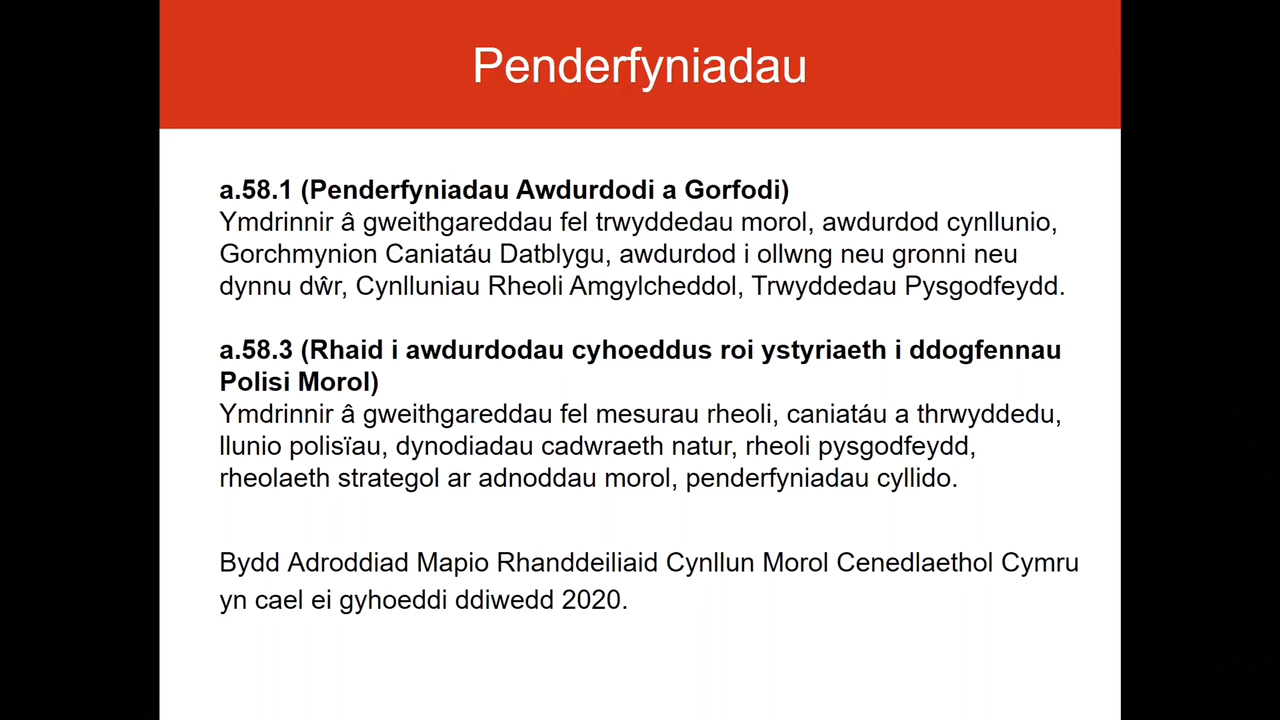 Penderfyniadau
a.58.1 (Penderfyniadau Awdurdodi a Gorfodi)
Ymdrinnir â gweithgareddau fel trwyddedau morol, awdurdod cynllunio,
Gorchmynion Caniatáu Datblygu, awdurdod i ollwng neu gronni neu
dynnu dŵr, Cynlluniau Rheoli Amgylcheddol, Trwyddedau Pysgodfeydd.
a.58.3 (Rhaid i awdurdodau cyhoeddus roi ystyriaeth i ddogfennau
Polisi Morol)
Ymdrinnir â gweithgareddau fel mesurau rheoli, caniatáu a thrwyddedu,
llunio polisïau, dynodiadau cadwraeth natur, rheoli pysgodfeydd,
rheolaeth strategol ar adnoddau morol, penderfyniadau cyllido.
Bydd Adroddiad Mapio Rhanddeiliaid Cynllun Morol Cenedlaethol Cymru
yn cael ei gyhoeddi ddiwedd 2020.